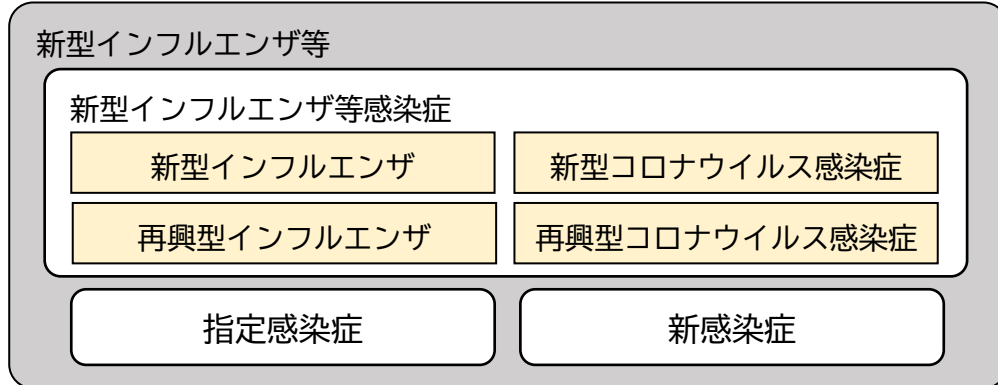 新型インフルエンザ等
新型インフルエンザ等感染症
新型インフルエンザ
新型コロナウイルス感染症
再興型インフルエンザ
再興型コロナウイルス感染症
指定感染症
新感染症